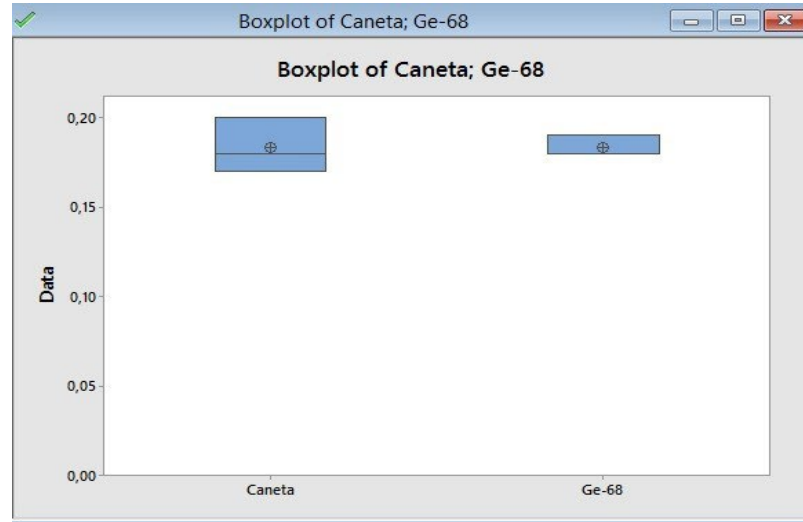 Boxplot of Caneta; Ge-68
Boxplot of Caneta; Ge-68
0,20
0,15
0,10
0,05
0,00
Data
Caneta
Ge-68